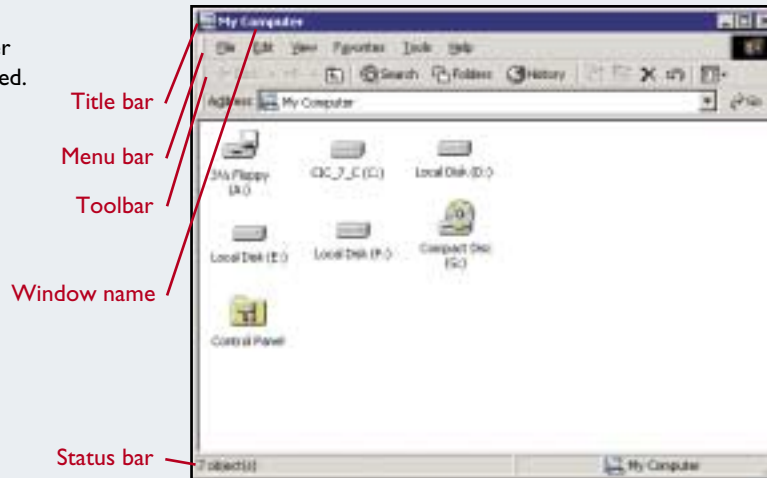 er
ed.
Title bar
Menu bar
Toolbar
Window name
Status bar
My Computer
File Edit View Favorites Tools Help
Search Folders History
Address My Computer
3½ Floppy
(A:)
CIC_7_C (C:)
Local Disk (D:)
Local Disk (E:)
Local Disk (F:)
Compact Disc
(G:)
Control Panel
7 object(s)
My Computer